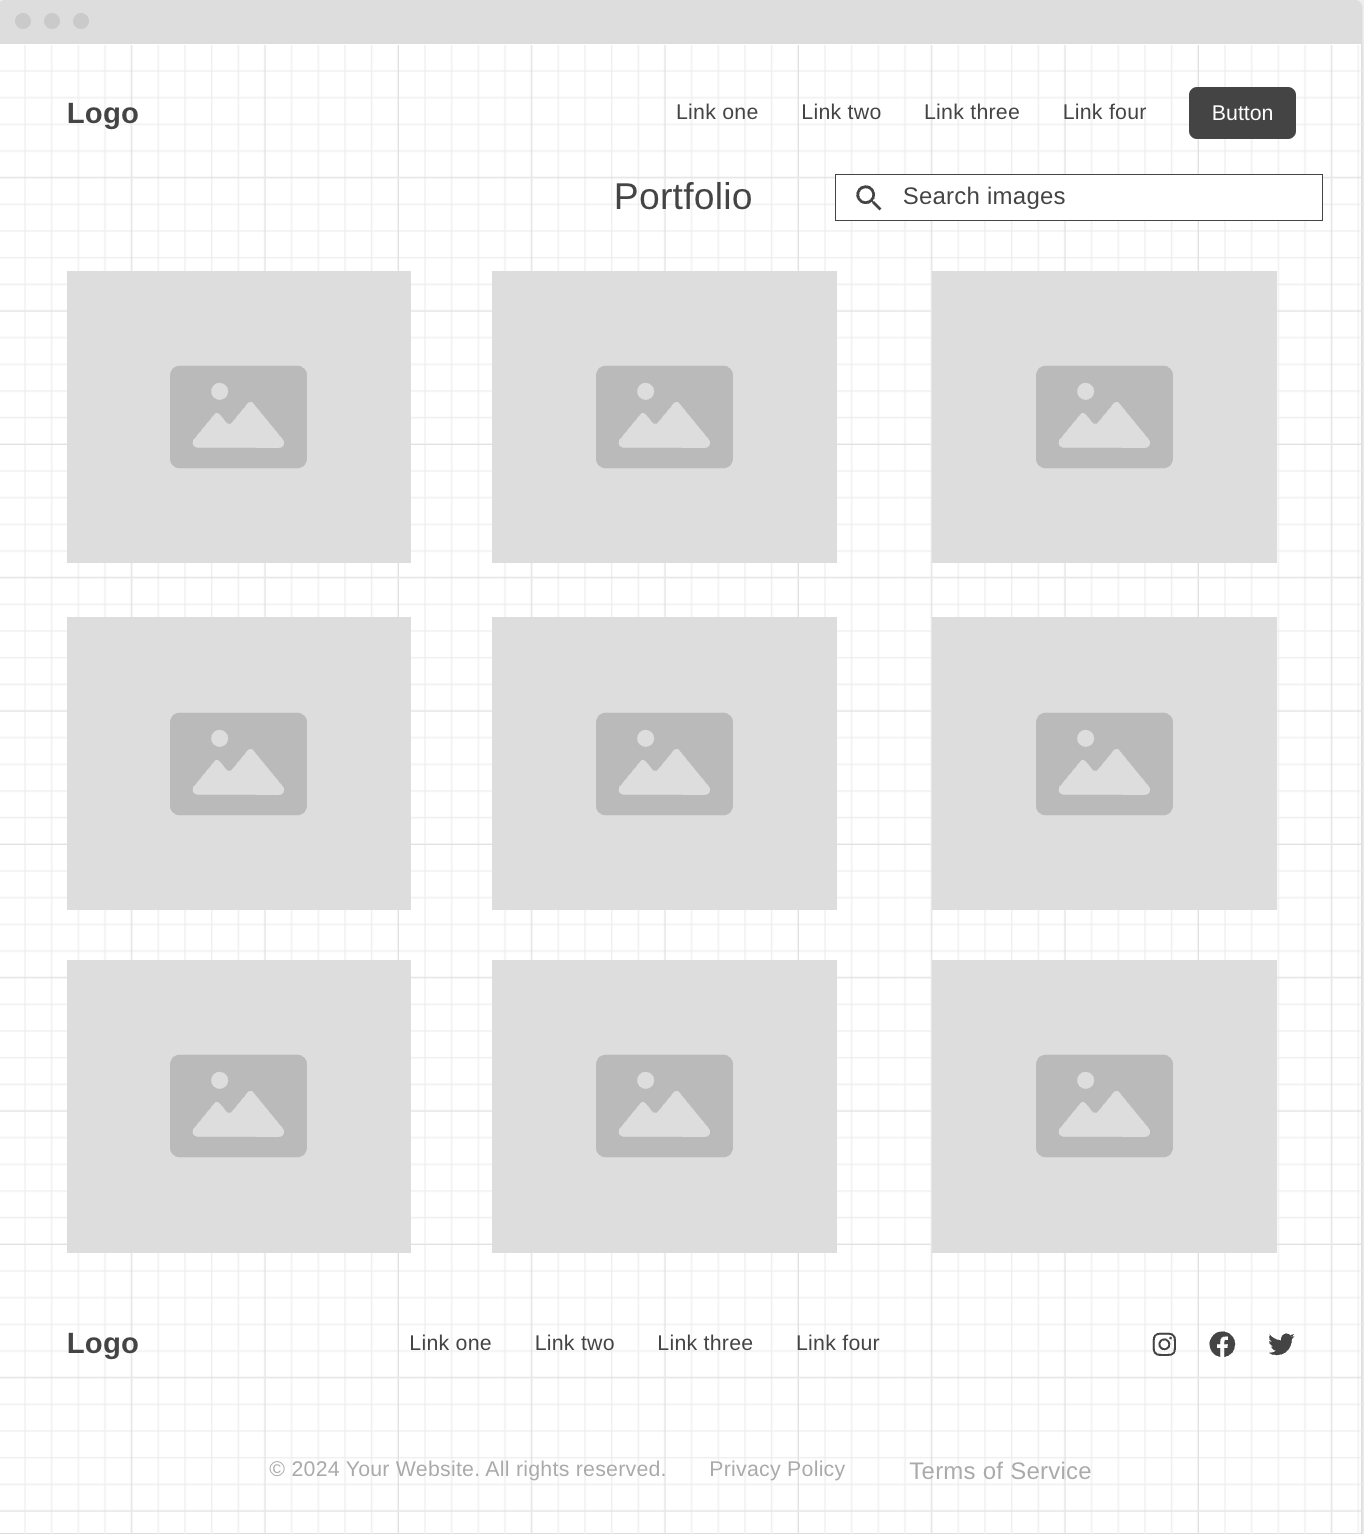 Logo
Link one
Link two
Link three
Link four
Button
Portfolio
Search images
Logo
Link one
Link two
Link three
Link four
© 2024 Your Website. All rights reserved.
Privacy Policy
Terms of Service